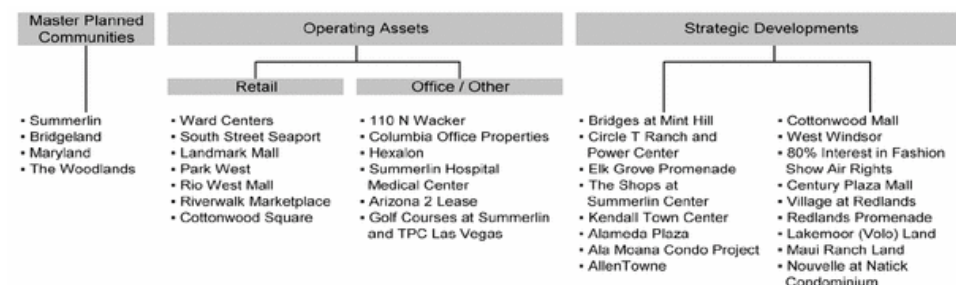 Master Planned
Communities
Operating Assets
Strategic Developments
Retail
Office / Other
▪ Summerlin
▪ Bridgeland
▪ Maryland
▪ The Woodlands
▪ Ward Centers
▪ South Street Seaport
▪ Landmark Mall
▪ Park West
▪ Rio West Mall
▪ Riverwalk Marketplace
▪ Cottonwood Square
▪ 110 N Wacker
▪ Columbia Office Properties
▪ Hexalon
▪ Summerlin Hospital
Medical Center
▪ Arizona 2 Lease
▪ Golf Courses at Summerlin
and TPC Las Vegas
▪ Bridges at Mint Hill
▪ Circle T Ranch and
Power Center
▪ Elk Grove Promenade
▪ The Shops at
Summerlin Center
▪ Kendall Town Center
▪ Alameda Plaza
▪ Ala Moana Condo Project
▪ AllenTowne
▪ Cottonwood Mall
▪ West Windsor
▪ 80% Interest in Fashion
Show Air Rights
▪ Century Plaza Mall
▪ Village at Redlands
▪ Redlands Promenade
▪ Lakemoor (Volo) Land
▪ Maui Ranch Land
▪ Nouvelle at Natick
Condominium